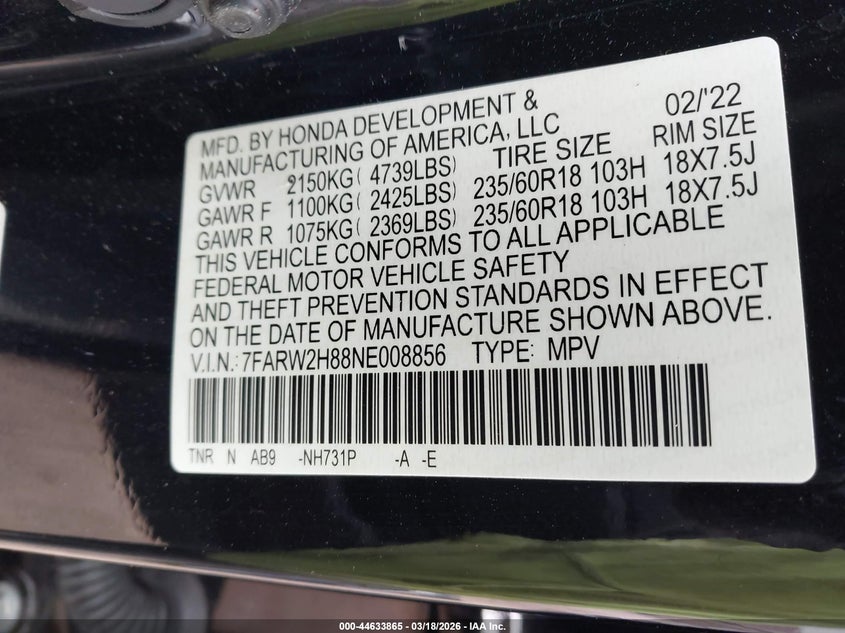 02/'22
MFD. BY HONDA DEVELOPMENT &
MANUFACTURING OF AMERICA, LLC
TIRE SIZE RIM SIZE
GVWR 2150KG( 4739LBS)
GAWR F 1100KG( 2425LBS) 235/60R18 103H 18X7.5J
GAWR R 1075KG( 2369LBS) 235/60R18 103H 18X7.5J
THIS VEHICLE CONFORMS TO ALL APPLICABLE
FEDERAL MOTOR VEHICLE SAFETY
AND THEFT PREVENTION STANDARDS IN EFFECT
ON THE DATE OF MANUFACTURE SHOWN ABOVE.
V.I.N.: 7FARW2H88NE008856 TYPE: MPV
TNR N AB9 -NH731P -A -E
000-44633865 - 03/18/2026 - IAA Inc.